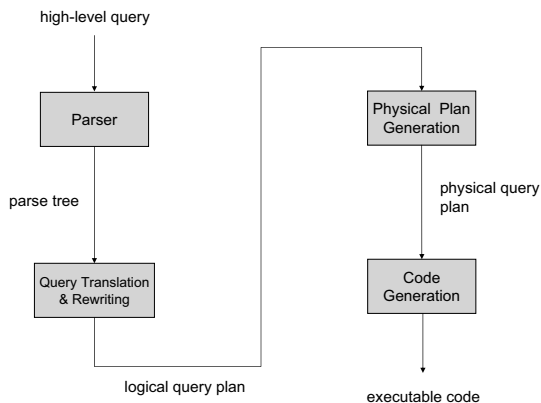 high-level query
Parser
parse tree
Query Translation
& Rewriting
logical query plan
Physical Plan
Generation
physical query
plan
Code
Generation
executable code